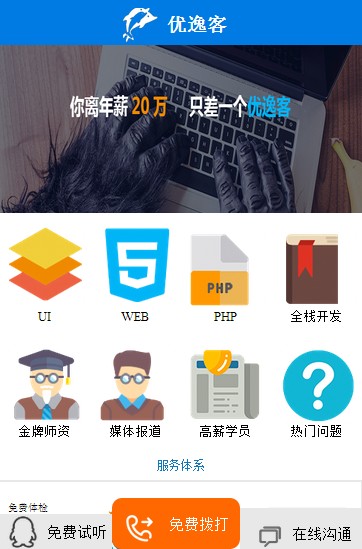 优逸客
你离年薪 20 万 只差一个优逸客
5
PHP
UI WEB PHP 全栈开发
?
金牌师资 媒体报道 高薪学员 热门问题
服务体系
免费体检
免费试听 免费拨打 在线沟通